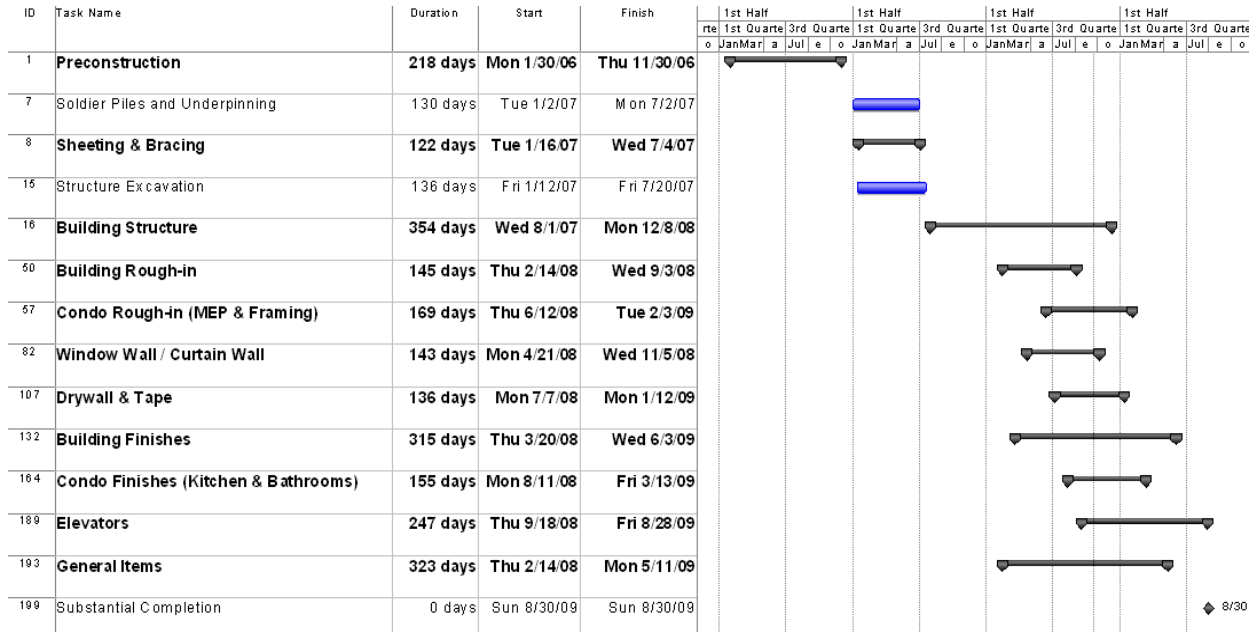 ID Task Name Duration Start Finish 1st Half 1st Half 1st Half 1st Half
rte 1st Quarte 3rd Quarte 1st Quarte 3rd Quarte 1st Quarte 3rd Quarte 1st Quarte 3rd Quarte
o Jan Mar a Jul e o Jan Mar a Jul e o Jan Mar a Jul e o Jan Mar a Jul e o
1 Preconstruction 218 days Mon 1/30/06 Thu 11/30/06
7 Soldier Piles and Underpinning 130 days Tue 1/2/07 Mon 7/2/07
8 Sheeting & Bracing 122 days Tue 1/16/07 Wed 7/4/07
15 Structure Excavation 136 days Fri 1/12/07 Fri 7/20/07
16 Building Structure 354 days Wed 8/1/07 Mon 12/8/08
50 Building Rough-in 145 days Thu 2/14/08 Wed 9/3/08
57 Condo Rough-in (MEP & Framing) 169 days Thu 6/12/08 Tue 2/3/09
82 Window Wall / Curtain Wall 143 days Mon 4/21/08 Wed 11/5/08
107 Drywall & Tape 136 days Mon 7/7/08 Mon 1/12/09
132 Building Finishes 315 days Thu 3/20/08 Wed 6/3/09
164 Condo Finishes (Kitchen & Bathrooms) 155 days Mon 8/11/08 Fri 3/13/09
189 Elevators 247 days Thu 9/18/08 Fri 8/28/09
193 General Items 323 days Thu 2/14/08 Mon 5/11/09
199 Substantial Completion 0 days Sun 8/30/09 Sun 8/30/09 8/30